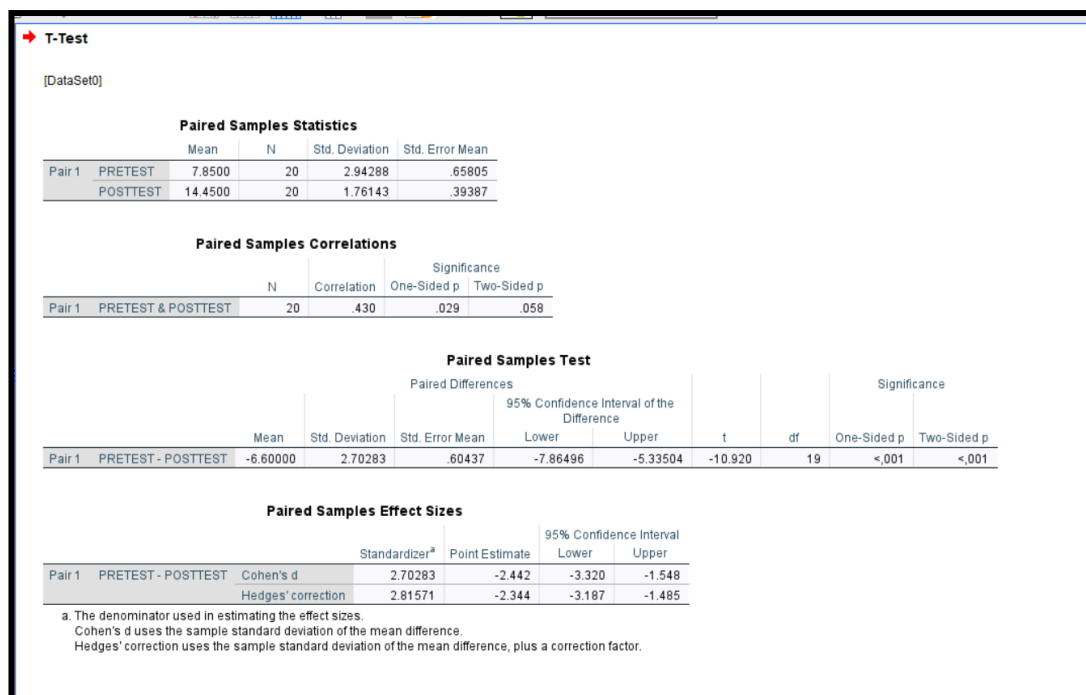 T-Test
[DataSet0]
Paired Samples Statistics
Mean N Std. Deviation Std. Error Mean
Pair 1 PRETEST 7.8500 20 2.94288 .65805
POSTTEST 14.4500 20 1.76143 .39387
Paired Samples Correlations
Significance
N Correlation One-Sided p Two-Sided p
Pair 1 PRETEST & POSTTEST 20 .430 .029 .058
Paired Samples Test
Paired Differences Significance
95% Confidence Interval of the
Difference
Mean Std. Deviation Std. Error Mean Lower Upper t df One-Sided p Two-Sided p
Pair 1 PRETEST - POSTTEST -6.60000 2.70283 .60437 -7.86496 -5.33504 -10.920 19 <,001 <,001
Paired Samples Effect Sizes
95% Confidence Interval
Standardizerª Point Estimate Lower Upper
Pair 1 PRETEST - POSTTEST Cohen's d 2.70283 -2.442 -3.320 -1.548
Hedges' correction 2.81571 -2.344 -3.187 -1.485
a. The denominator used in estimating the effect sizes.
Cohen's d uses the sample standard deviation of the mean difference.
Hedges' correction uses the sample standard deviation of the mean difference, plus a correction factor.